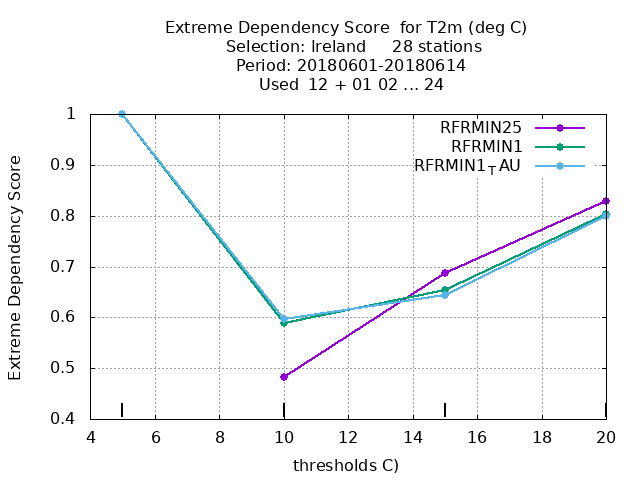 Extreme Dependency Score  for T2m (deg C)
Selection: Ireland     28 stations
Period: 20180601-20180614
Used  12 + 01 02 ... 24
RFRMIN25
RFRMIN1
RFRMIN1TAU
Extreme Dependency Score
1
0.9
0.8
0.7
0.6
0.5
0.4
4 6 8 10 12 14 16 18 20
thresholds C)